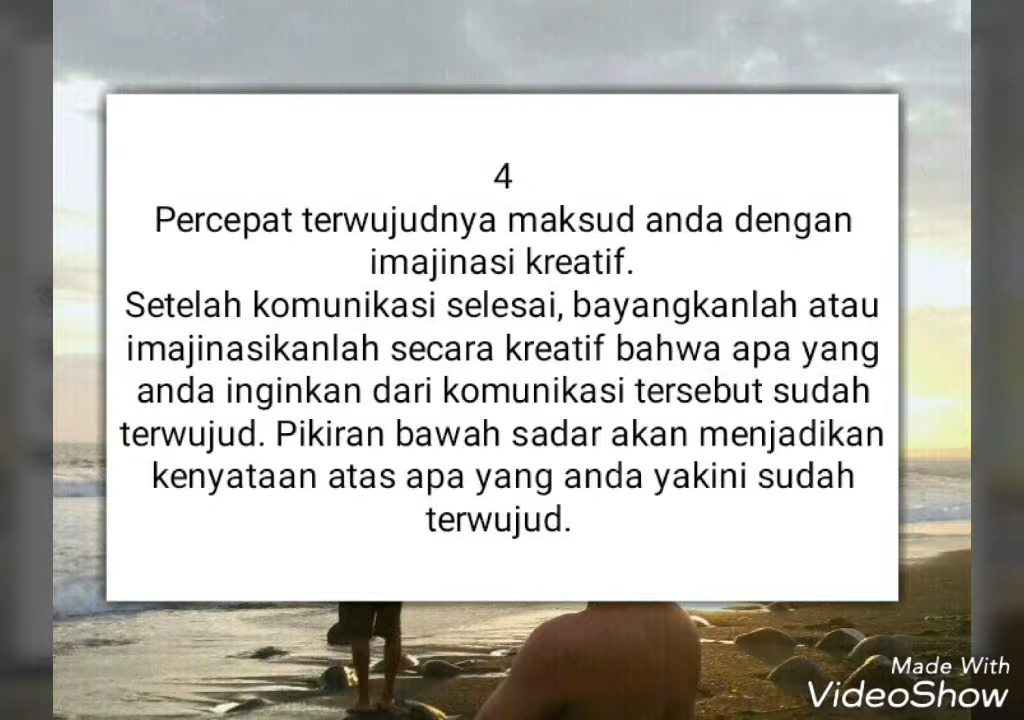 4
Percepat terwujudnya maksud anda dengan
imajinasi kreatif.
Setelah komunikasi selesai, bayangkanlah atau
imajinasikanlah secara kreatif bahwa apa yang
anda inginkan dari komunikasi tersebut sudah
terwujud. Pikiran bawah sadar akan menjadikan
kenyataan atas apa yang anda yakini sudah
terwujud.
Made With
VideoShow